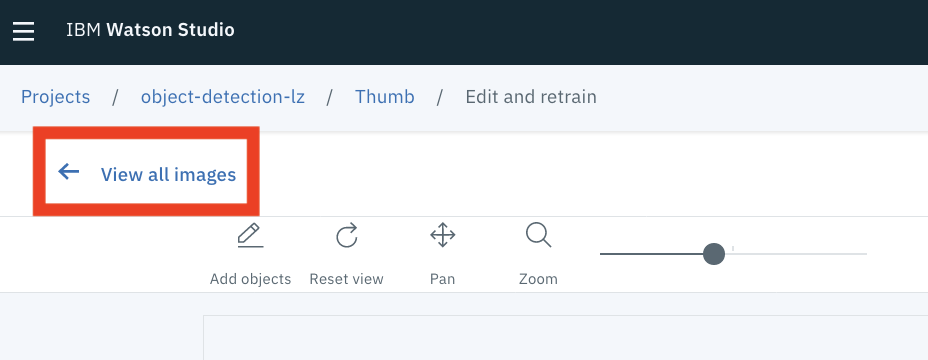 IBM Watson Studio
Projects / object-detection-lz / Thumb / Edit and retrain
View all images
Add objects Reset view Pan Zoom